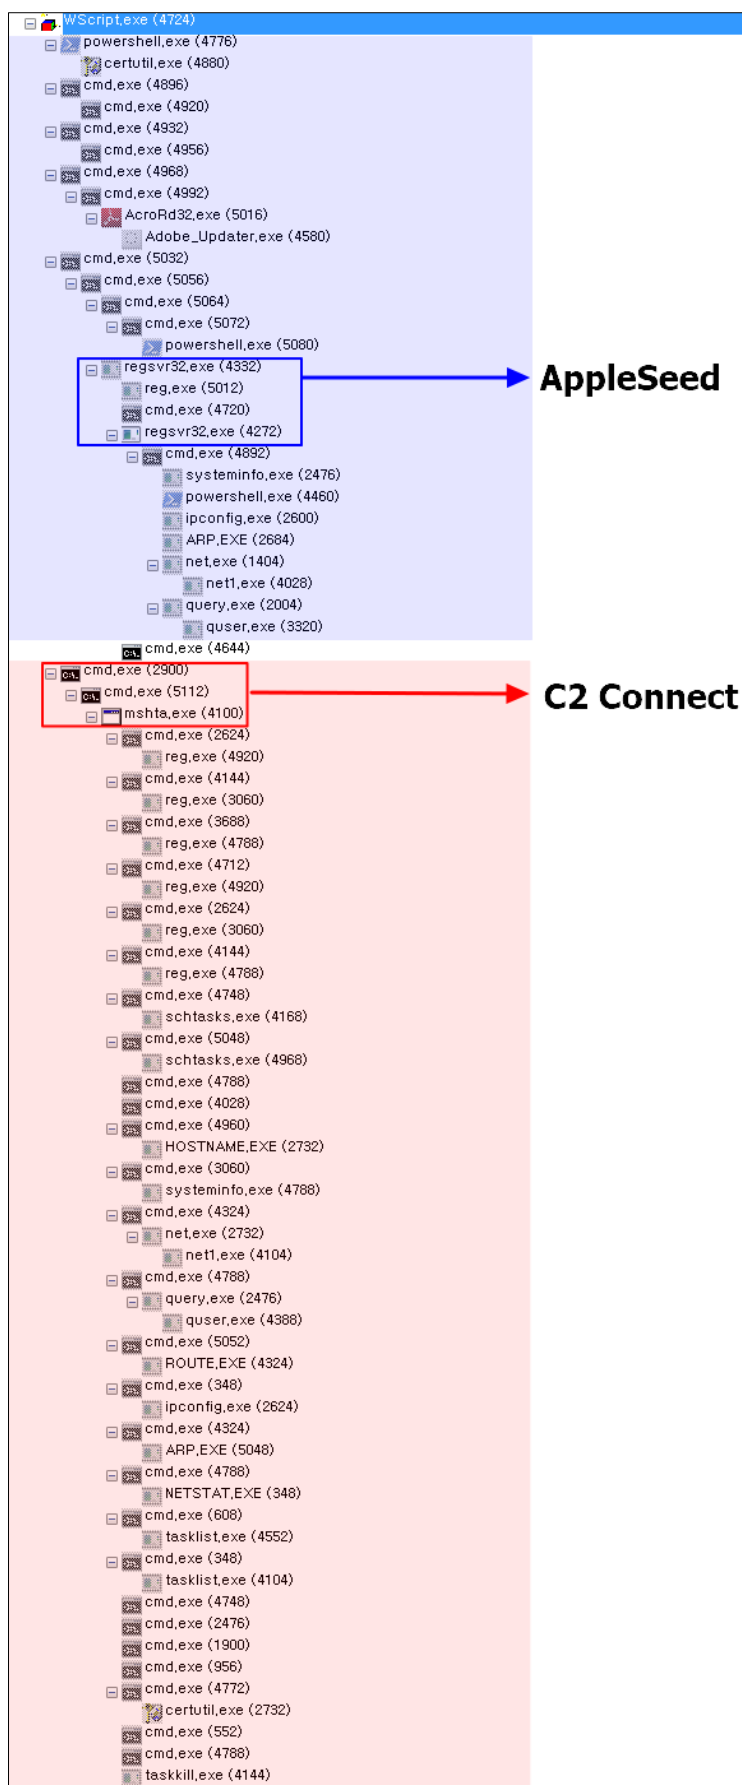 WScript.exe (4724)
powershell.exe (4776)
certutil.exe (4880)
cmd.exe (4896)
cmd.exe (4920)
cmd.exe (4932)
cmd.exe (4956)
cmd.exe (4968)
cmd.exe (4992)
AcroRd32.exe (5016)
Adobe_Updater.exe (4580)
cmd.exe (5032)
cmd.exe (5056)
cmd.exe (5064)
cmd.exe (5072)
powershell.exe (5080)
regsvr32.exe (4332)
AppleSeed
reg.exe (5012)
cmd.exe (4720)
regsvr32.exe (4272)
cmd.exe (4892)
systeminfo.exe (2476)
powershell.exe (4460)
ipconfig.exe (2600)
ARP.EXE (2684)
net.exe (1404)
net1.exe (4028)
query.exe (2004)
quser.exe (3320)
cmd.exe (4644)
cmd.exe (2900)
cmd.exe (5112)
C2 Connect
mshta.exe (4100)
cmd.exe (2624)
reg.exe (4920)
cmd.exe (4144)
reg.exe (3060)
cmd.exe (3688)
reg.exe (4788)
cmd.exe (4712)
reg.exe (4920)
cmd.exe (2624)
reg.exe (3060)
cmd.exe (4144)
reg.exe (4788)
cmd.exe (4748)
schtasks.exe (4168)
cmd.exe (5048)
schtasks.exe (4968)
cmd.exe (4788)
cmd.exe (4028)
cmd.exe (4960)
HOSTNAME.EXE (2732)
cmd.exe (3060)
systeminfo.exe (4788)
cmd.exe (4324)
net.exe (2732)
net1.exe (4104)
cmd.exe (4788)
query.exe (2476)
quser.exe (4388)
cmd.exe (5052)
ROUTE.EXE (4324)
cmd.exe (348)
ipconfig.exe (2624)
cmd.exe (4324)
ARP.EXE (5048)
cmd.exe (4788)
NETSTAT.EXE (348)
cmd.exe (608)
tasklist.exe (4552)
cmd.exe (348)
tasklist.exe (4104)
cmd.exe (4748)
cmd.exe (2476)
cmd.exe (1900)
cmd.exe (956)
cmd.exe (4772)
certutil.exe (2732)
cmd.exe (552)
cmd.exe (4788)
taskkill.exe (4144)